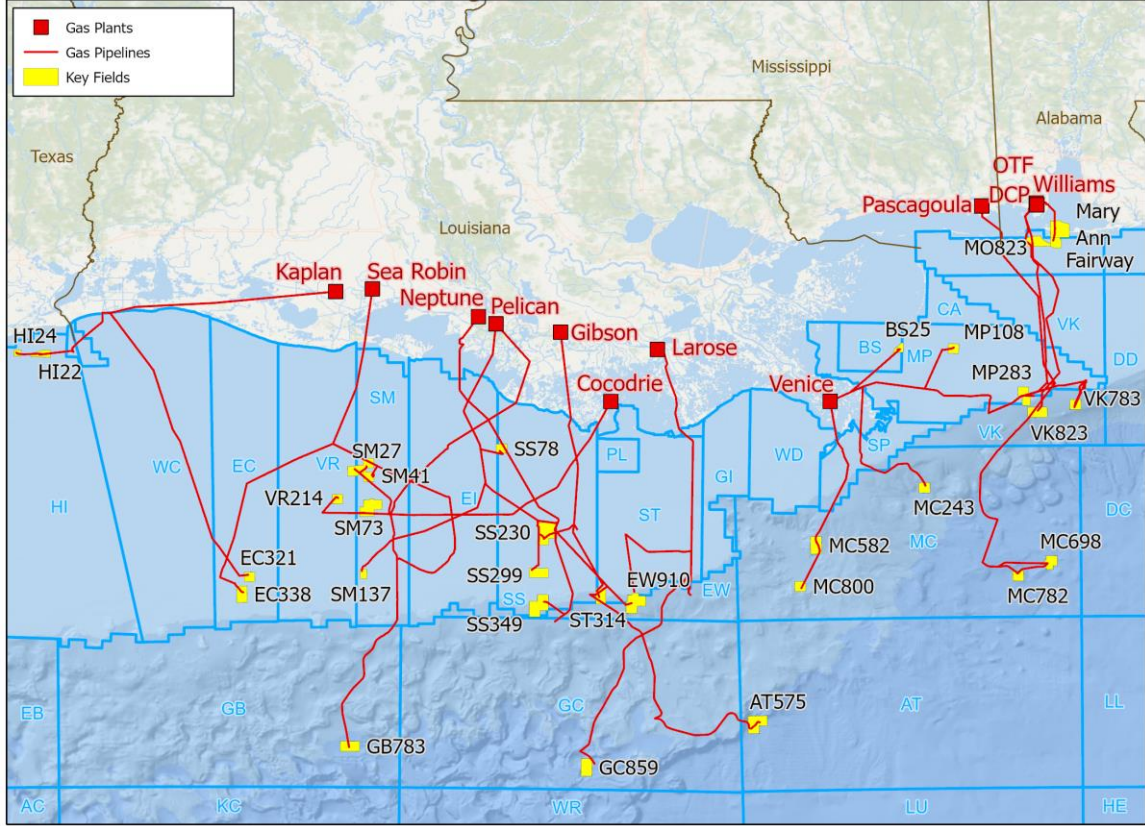 Gas Plants
Gas Pipelines
Key Fields
Mississippi
Alabama
Texas
Louisiana
OTF
DCP
Williams
Pascagoula
Mary
Ann
Fairway
MO823
Kaplan
Sea Robin
Neptune
Pelican
Gibson
Larose
Cocodrie
Venice
HI24
HI22
BS25
MP108
MP283
VK783
VK823
CA
VK
BS
MP
DD
SM
WC
EC
VR
SM27
SM41
SS78
PL
WD
SP
VK
GI
HI
EI
ST
VR214
SM73
SS230
MC243
MC
DC
EC321
EC338
SM137
SS299
SS
SS349
ST314
EW910
EW
MC582
MC800
MC698
MC782
EB
GB
GC
AT
LL
AT575
GB783
GC859
AC
KC
WR
LU
HE